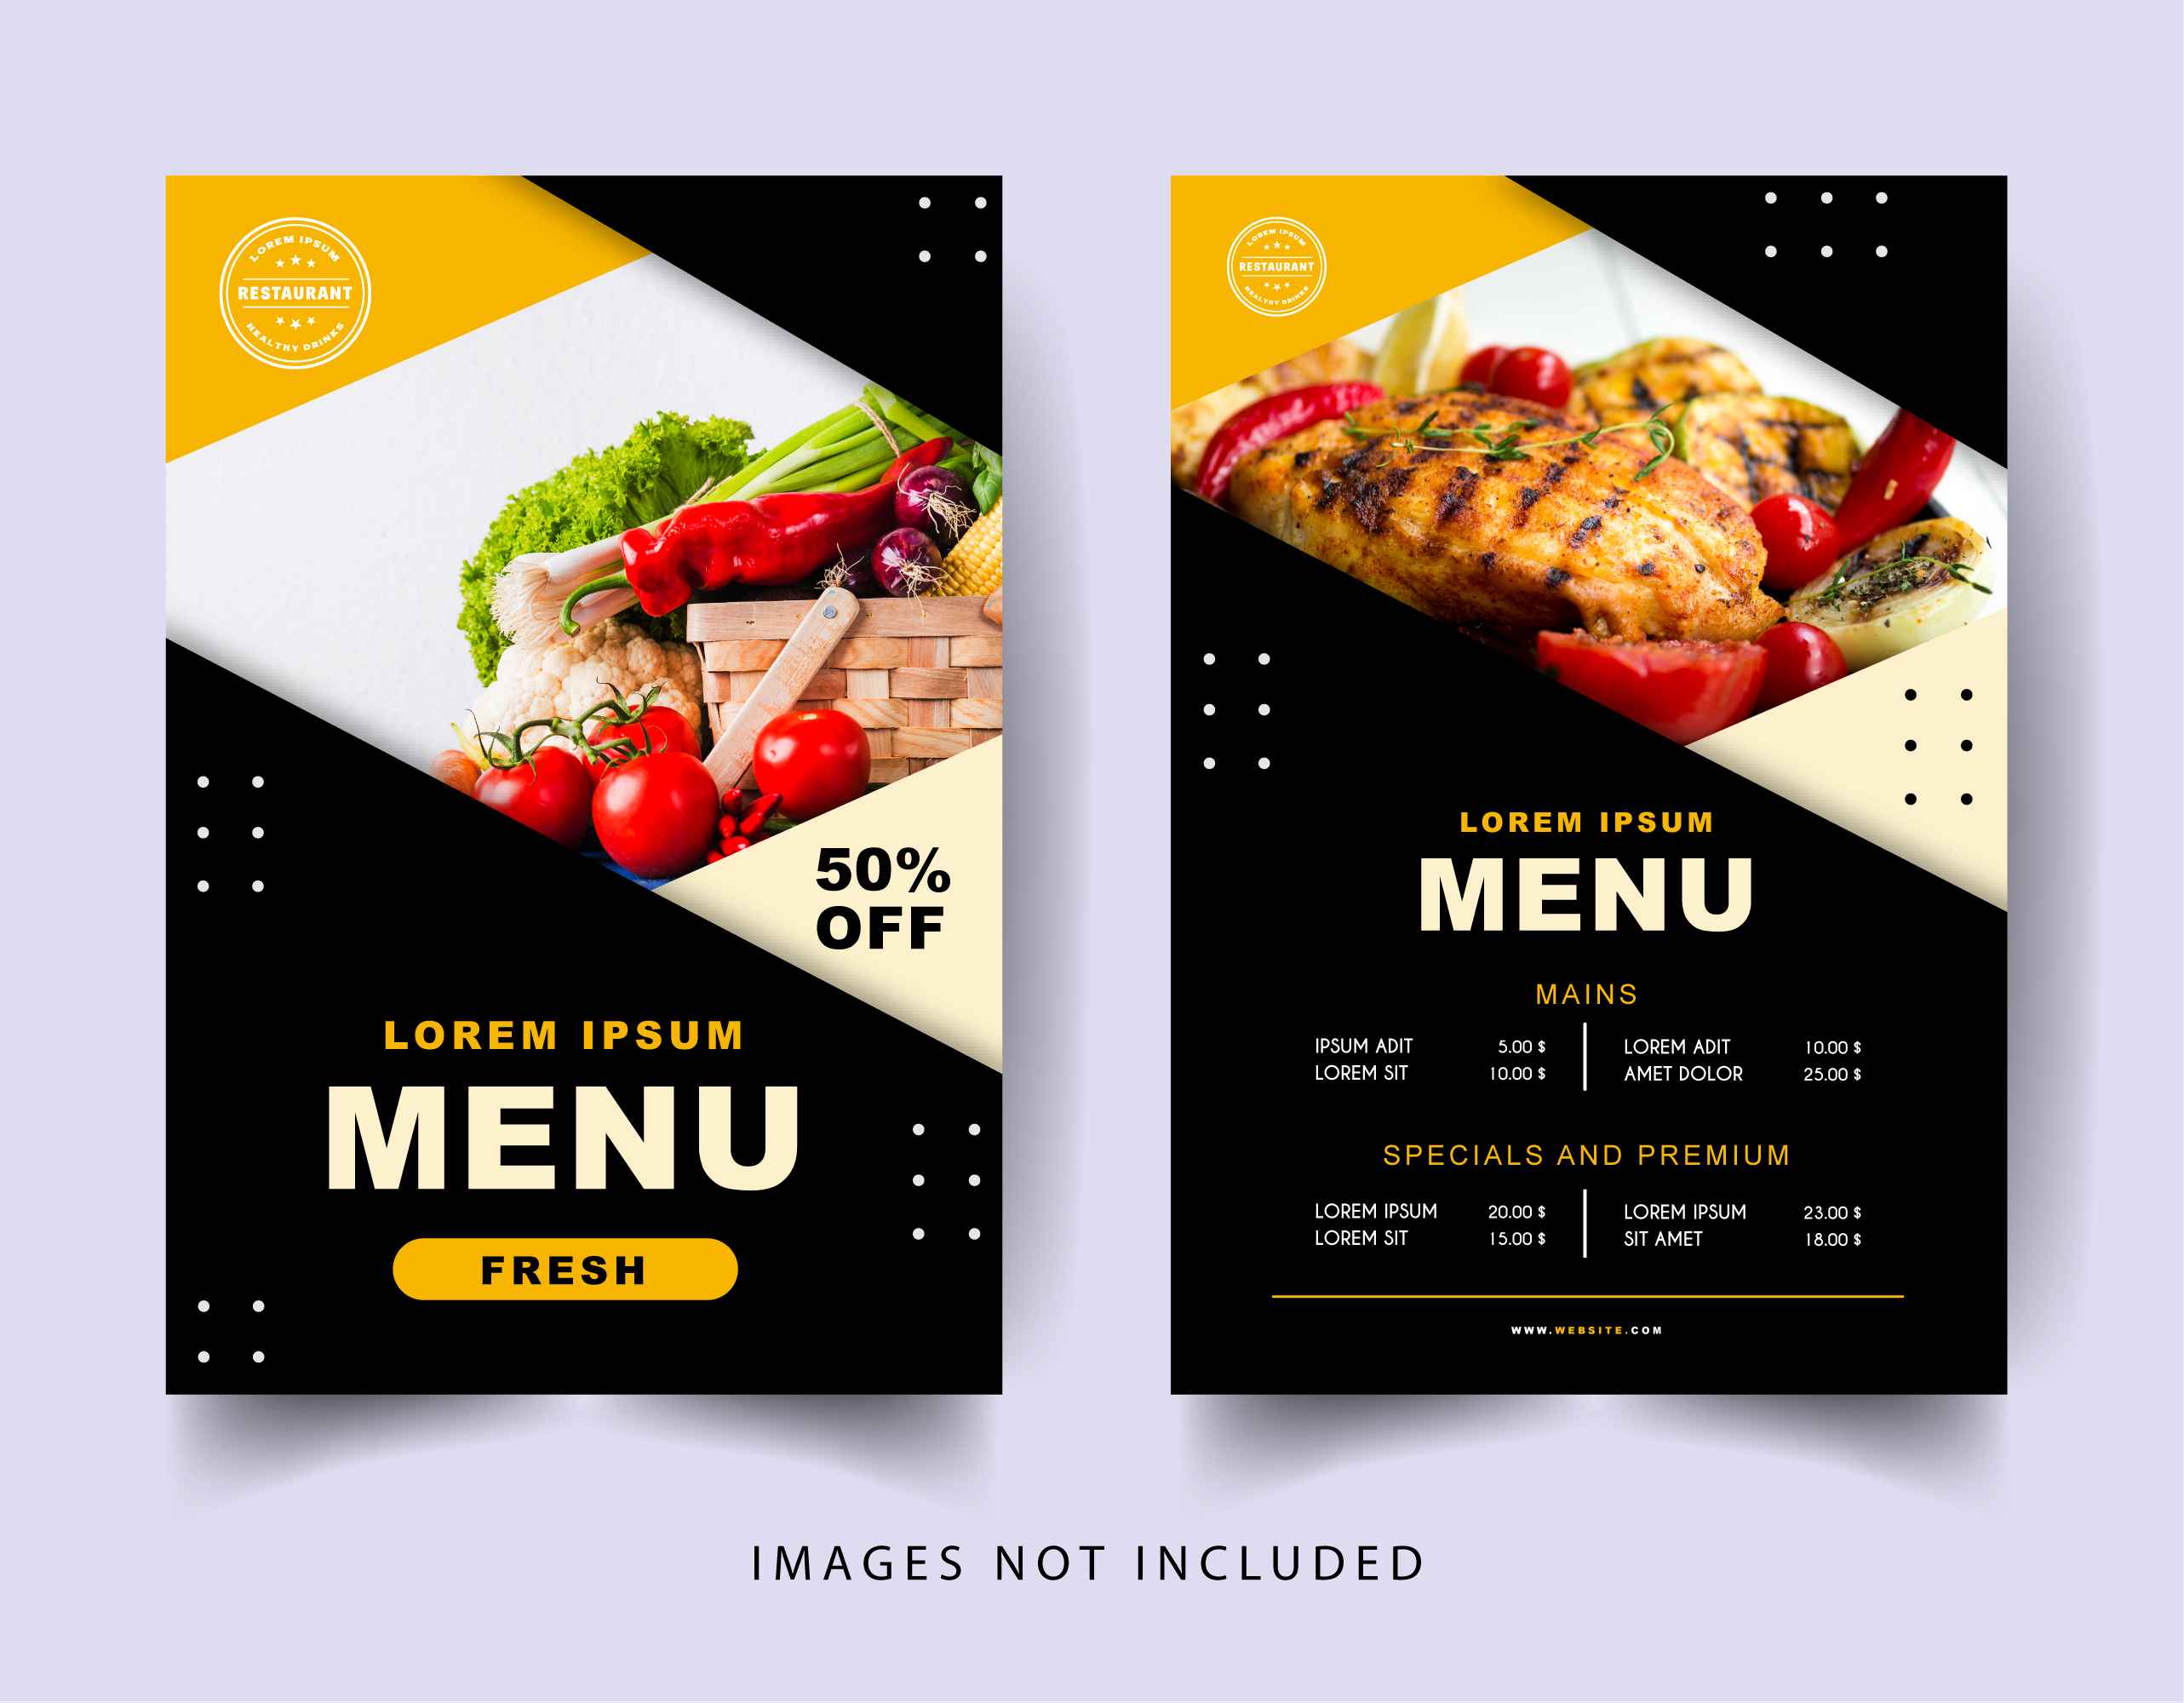 LOREM IPSUM
RESTAURANT
HEALTHY DRINKS
50%
OFF
LOREM IPSUM
MENU
FRESH
LOREM IPSUM
RESTAURANT
HEALTHY DRINKS
LOREM IPSUM
MENU
MAINS
IPSUM ADIT 5.00 $ LOREM ADIT 10.00 $
LOREM SIT 10.00 $ AMET DOLOR 25.00 $
SPECIALS AND PREMIUM
LOREM IPSUM 20.00 $ LOREM IPSUM 23.00 $
LOREM SIT 15.00 $ SIT AMET 18.00 $
WWW.WEBSITE.COM
IMAGES NOT INCLUDED